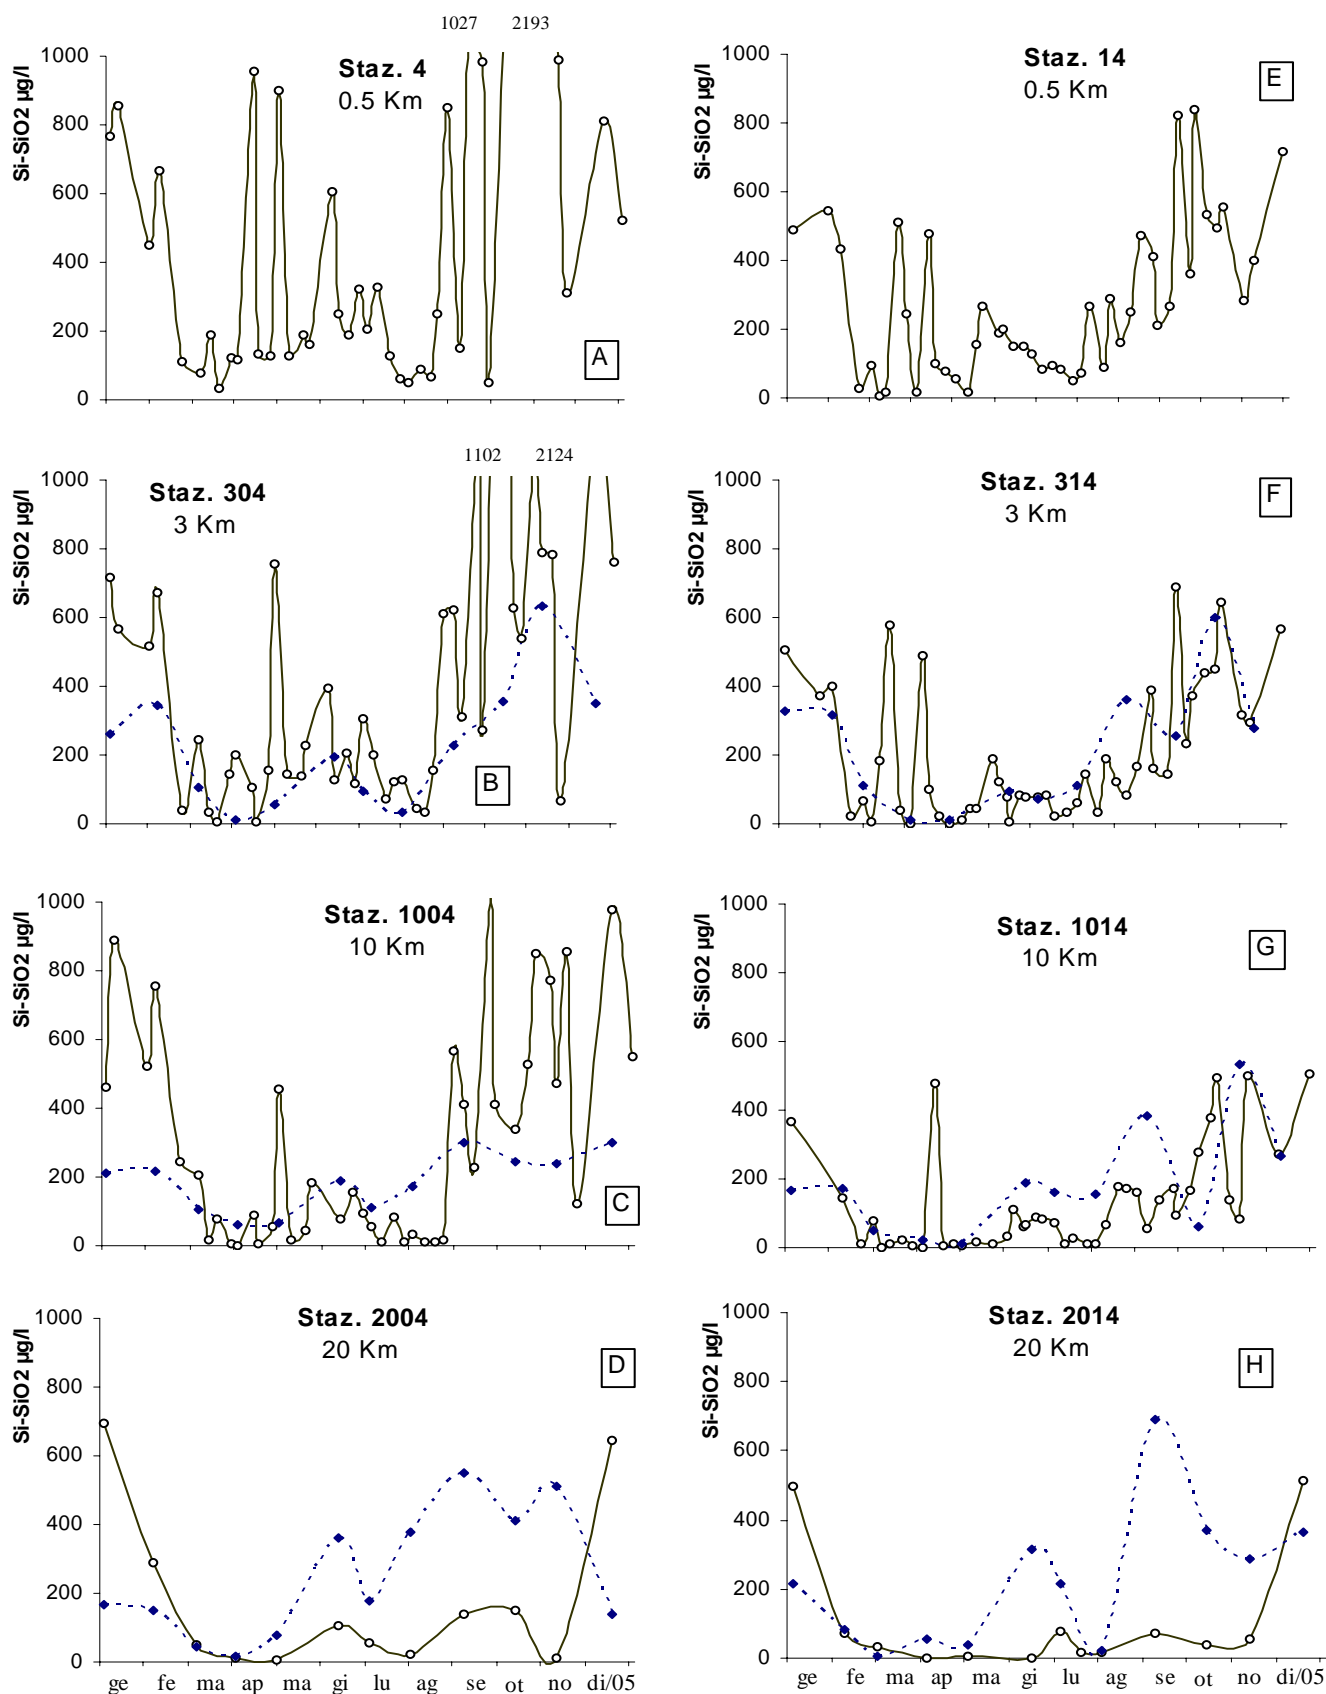 1027 2193
Si-SiO2 µg/l
1000
800
600
400
200
0
Staz. 4
0.5 Km
A
Si-SiO2 µg/l
1000
800
600
400
200
0
Staz. 14
0.5 Km
E
1102 2124
Si-SiO2 µg/l
1000
800
600
400
200
0
Staz. 304
3 Km
B
Si-SiO2 µg/l
1000
800
600
400
200
0
Staz. 314
3 Km
F
Si-SiO2 µg/l
1000
800
600
400
200
0
Staz. 1004
10 Km
C
Si-SiO2 µg/l
1000
800
600
400
200
0
Staz. 1014
10 Km
G
Si-SiO2 µg/l
1000
800
600
400
200
0
Staz. 2004
20 Km
D
ge fe ma ap ma gi lu ag se ot no di/05
Si-SiO2 µg/l
1000
800
600
400
200
0
Staz. 2014
20 Km
H
ge fe ma ap ma gi lu ag se ot no di/05